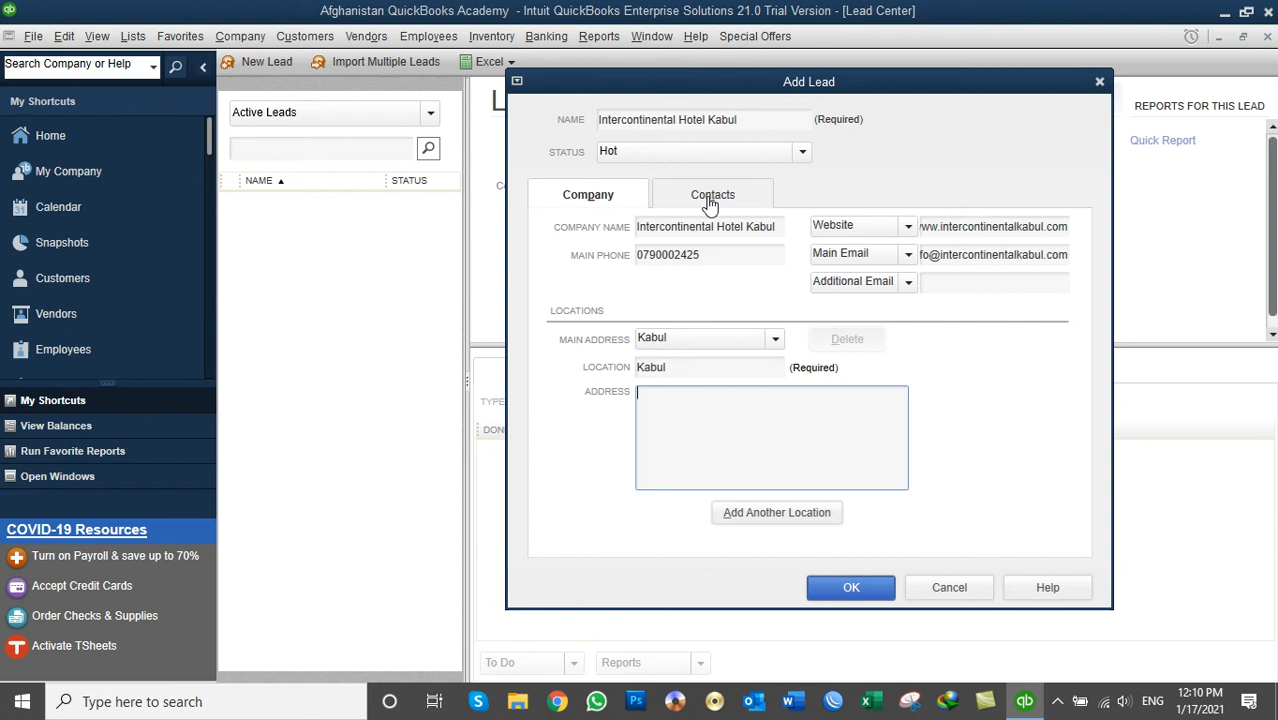 Afghanistan QuickBooks Academy - Intuit QuickBooks Enterprise Solutions 21.0 Trial Version - [Lead Center]
File Edit View Lists Favorites Company Customers Vendors Employees Inventory Banking Reports Window Help Special Offers
Search Company or Help
New Lead
Import Multiple Leads
Excel
My Shortcuts
Home
My Company
Calendar
Snapshots
Customers
Vendors
Employees
My Shortcuts
View Balances
Run Favorite Reports
Open Windows
COVID-19 Resources
Turn on Payroll & save up to 70%
Accept Credit Cards
Order Checks & Supplies
Activate TSheets
Active Leads
NAME
STATUS
REPORTS FOR THIS LEAD
Quick Report
TYPE
DON
To Do
Reports
Add Lead
NAME Intercontinental Hotel Kabul (Required)
STATUS Hot
Company Contacts
COMPANY NAME Intercontinental Hotel Kabul
Website /ww.intercontinentalkabul.com
MAIN PHONE 0790002425
Main Email fo@intercontinentalkabul.com
Additional Email
LOCATIONS
MAIN ADDRESS Kabul Delete
LOCATION Kabul (Required)
ADDRESS
Add Another Location
OK Cancel Help
Type here to search
ENG
12:10 PM
1/17/2021